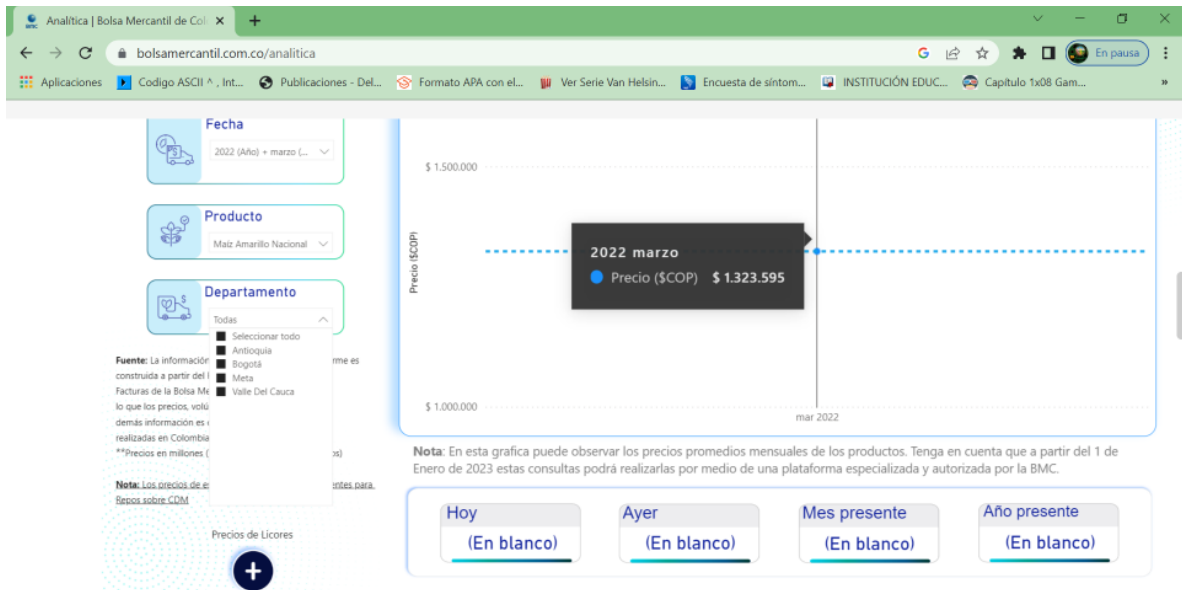 Analítica | Bolsa Mercantil de Col
bolsamercantil.com.co/analitica
En pausa
Aplicaciones
Codigo ASCII ^ , Int...
Publicaciones - Del...
Formato APA con el...
Ver Serie Van Helsin...
Encuesta de síntom...
INSTITUCIÓN EDUC...
Capítulo 1x08 Gam...
»
Fecha
2022 (Año) + marzo (...
Producto
Maíz Amarillo Nacional
Departamento
Todas
Seleccionar todo
Antioquia
Bogotá
Meta
Valle Del Cauca
Fuente: La información
rme es
construida a partir del
Facturas de la Bolsa Me
lo que los precios, volú
demás información es
realizadas en Colombia
**Precios en millones (
os)
Nota: Los precios de es
entes para
Repos sobre CDM
Precios de Licores
+
$ 1.500.000
Precio ($COP)
2022 marzo
Precio ($COP) $ 1.323.595
$ 1.000.000
mar 2022
Nota: En esta grafica puede observar los precios promedios mensuales de los productos. Tenga en cuenta que a partir del 1 de
Enero de 2023 estas consultas podrá realizarlas por medio de una plataforma especializada y autorizada por la BMC.
Hoy
(En blanco)
Ayer
(En blanco)
Mes presente
(En blanco)
Año presente
(En blanco)